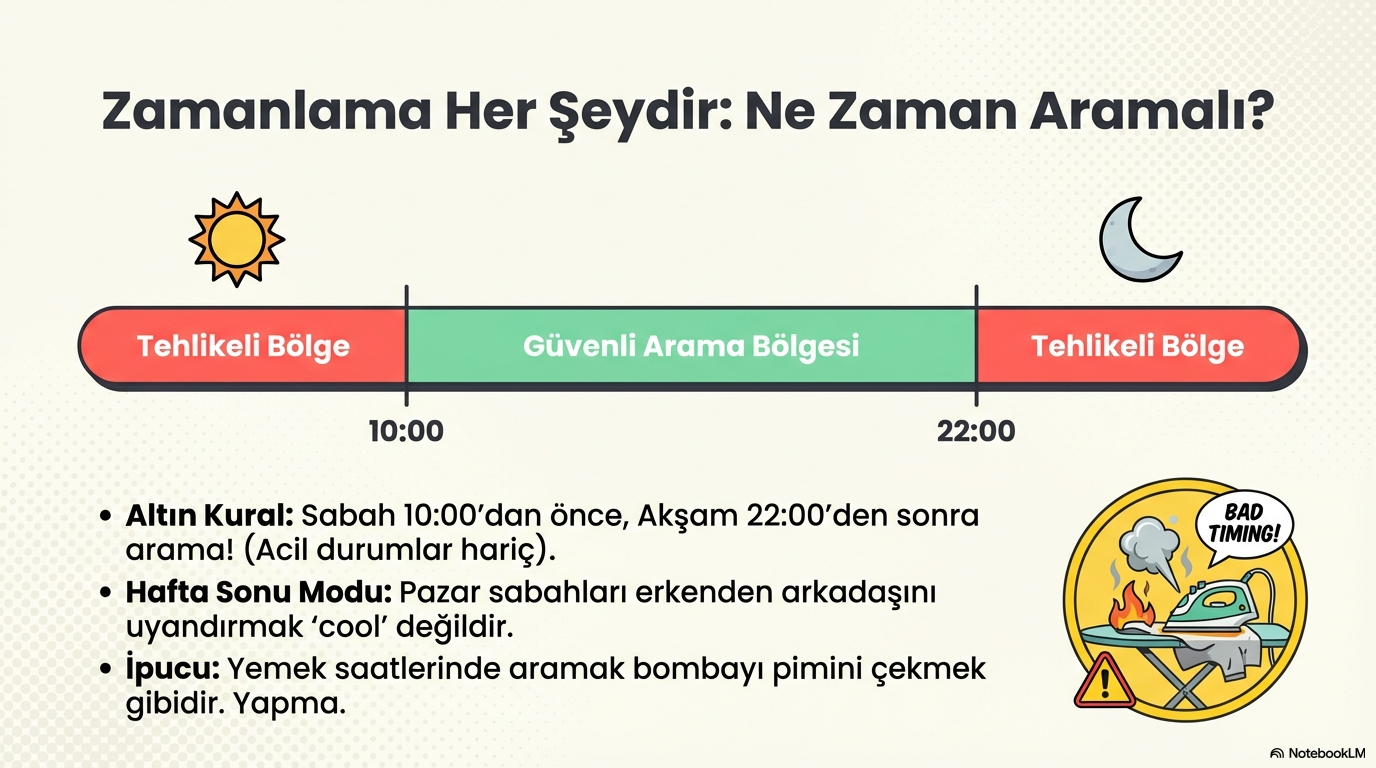 Zamanlama Her Şeydir: Ne Zaman Aramalı?
Tehlikeli Bölge
Güvenli Arama Bölgesi
Tehlikeli Bölge
10:00
22:00
• Altın Kural: Sabah 10:00’dan önce, Akşam 22:00’den sonra
arama! (Acil durumlar hariç).
• Hafta Sonu Modu: Pazar sabahları erkenden arkadaşını
uyandırmak ‘cool’ değildir.
• İpucu: Yemek saatlerinde aramak bombayı pimini çekmek
gibidir. Yapma.
BAD
TIMING!
!
NotebookLM